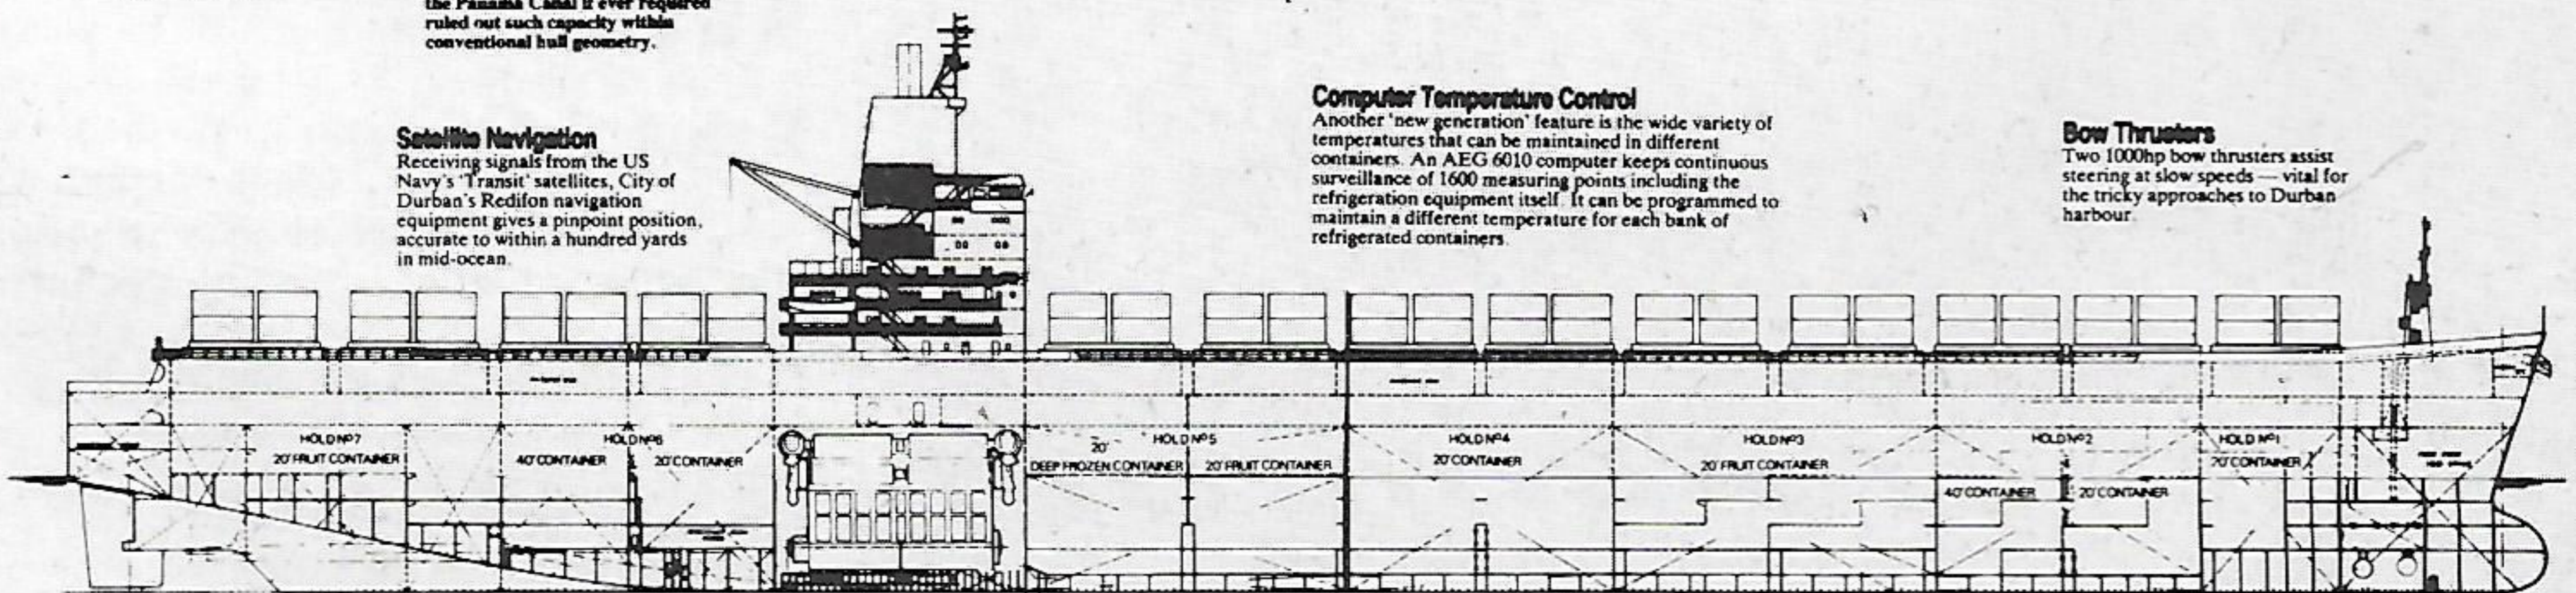 the Panama Canal if ever required
ruled out such capacity within
conventional hull geometry.
Satellite Navigation
Receiving signals from the US
Navy's 'Transit' satellites, City of
Durban's Redifon navigation
equipment gives a pinpoint position,
accurate to within a hundred yards
in mid-ocean.
Computer Temperature Control
Another 'new generation' feature is the wide variety of
temperatures that can be maintained in different
containers. An AEG 6010 computer keeps continuous
surveillance of 1600 measuring points including the
refrigeration equipment itself. It can be programmed to
maintain a different temperature for each bank of
refrigerated containers.
Bow Thrusters
Two 1000hp bow thrusters assist
steering at slow speeds — vital for
the tricky approaches to Durban
harbour.
HOLD Nº7
20' FRUIT CONTAINER
HOLD Nº6
40' CONTAINER
20' CONTAINER
HOLD Nº5
20'
DEEP FROZEN CONTAINER
20' FRUIT CONTAINER
HOLD Nº4
20' CONTAINER
HOLD Nº3
20' FRUIT CONTAINER
HOLD Nº2
40' CONTAINER
20' CONTAINER
HOLD Nº1
20' CONTAINER